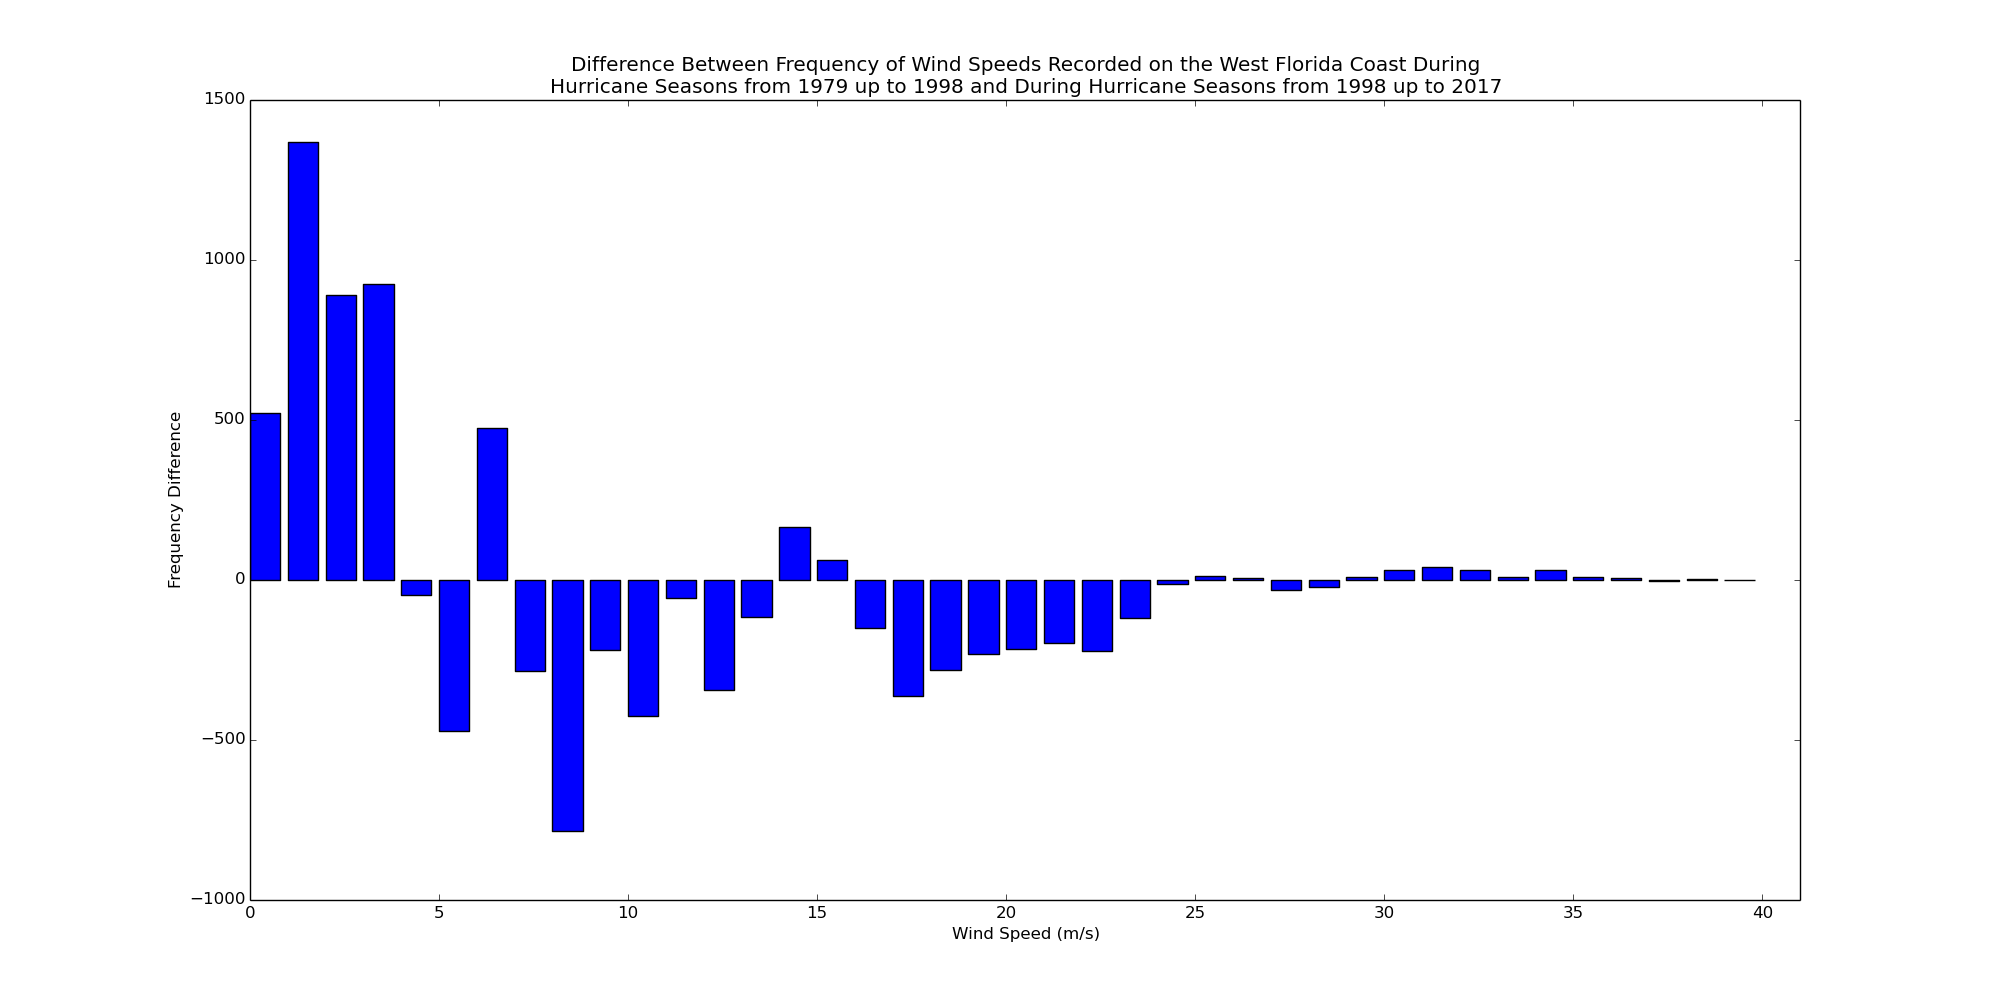 Difference Between Frequency of Wind Speeds Recorded on the West Florida Coast During
Hurricane Seasons from 1979 up to 1998 and During Hurricane Seasons from 1998 up to 2017
1500
1000
500
0
−500
−1000
Frequency Difference
0 5 10 15 20 25 30 35 40
Wind Speed (m/s)